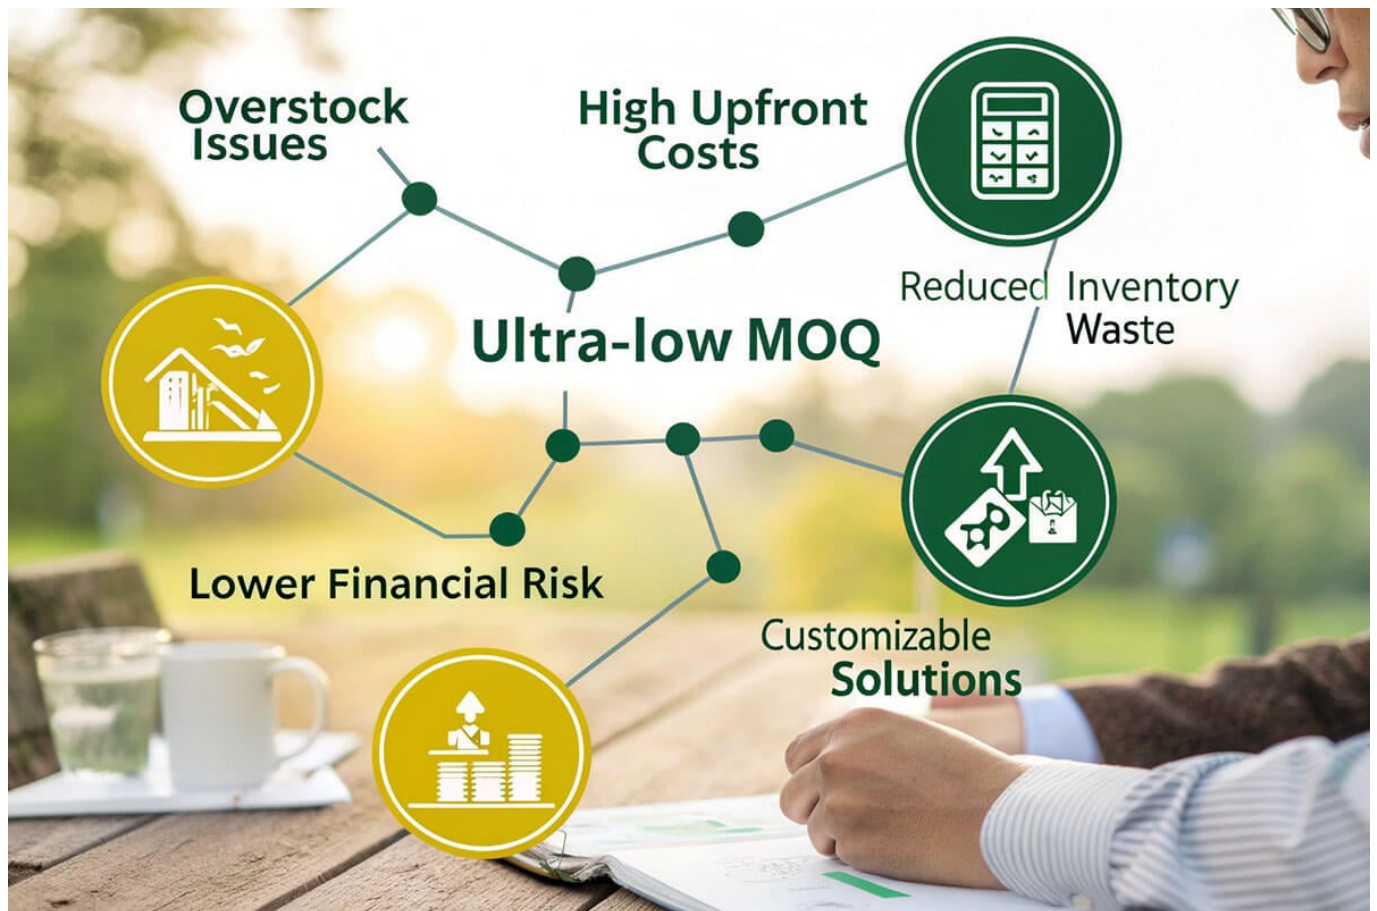 Overstock
Issues
High Upfront
Costs
Reduced Inventory
Waste
Ultra-low MOQ
Lower Financial Risk
Customizable
Solutions